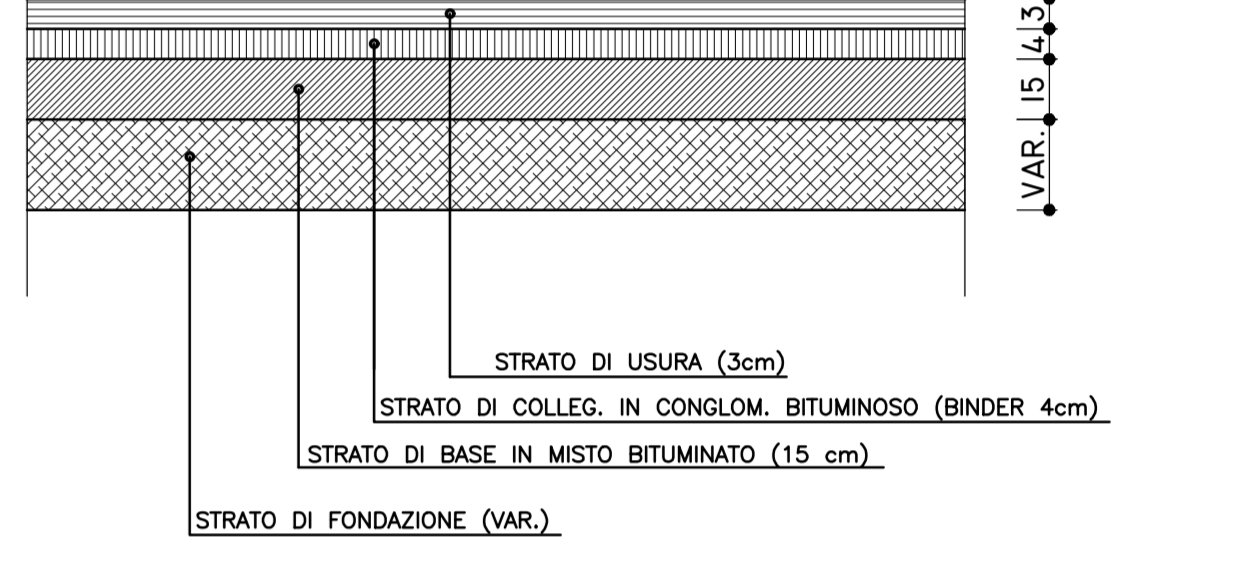 3
4
15
VAR.
STRATO DI USURA (3cm)
STRATO DI COLLEG. IN CONGLOM. BITUMINOSO (BINDER 4cm)
STRATO DI BASE IN MISTO BITUMINATO (15 cm)
STRATO DI FONDAZIONE (VAR.)